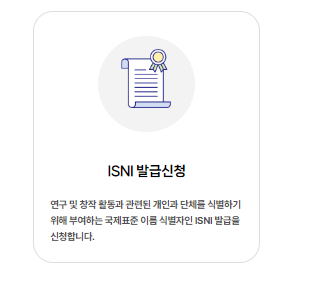 ISNI 발급신청
연구 및 창작 활동과 관련된 개인과 단체를 식별하기
위해 부여하는 국제표준 이름 식별자인 ISNI 발급을
신청합니다.